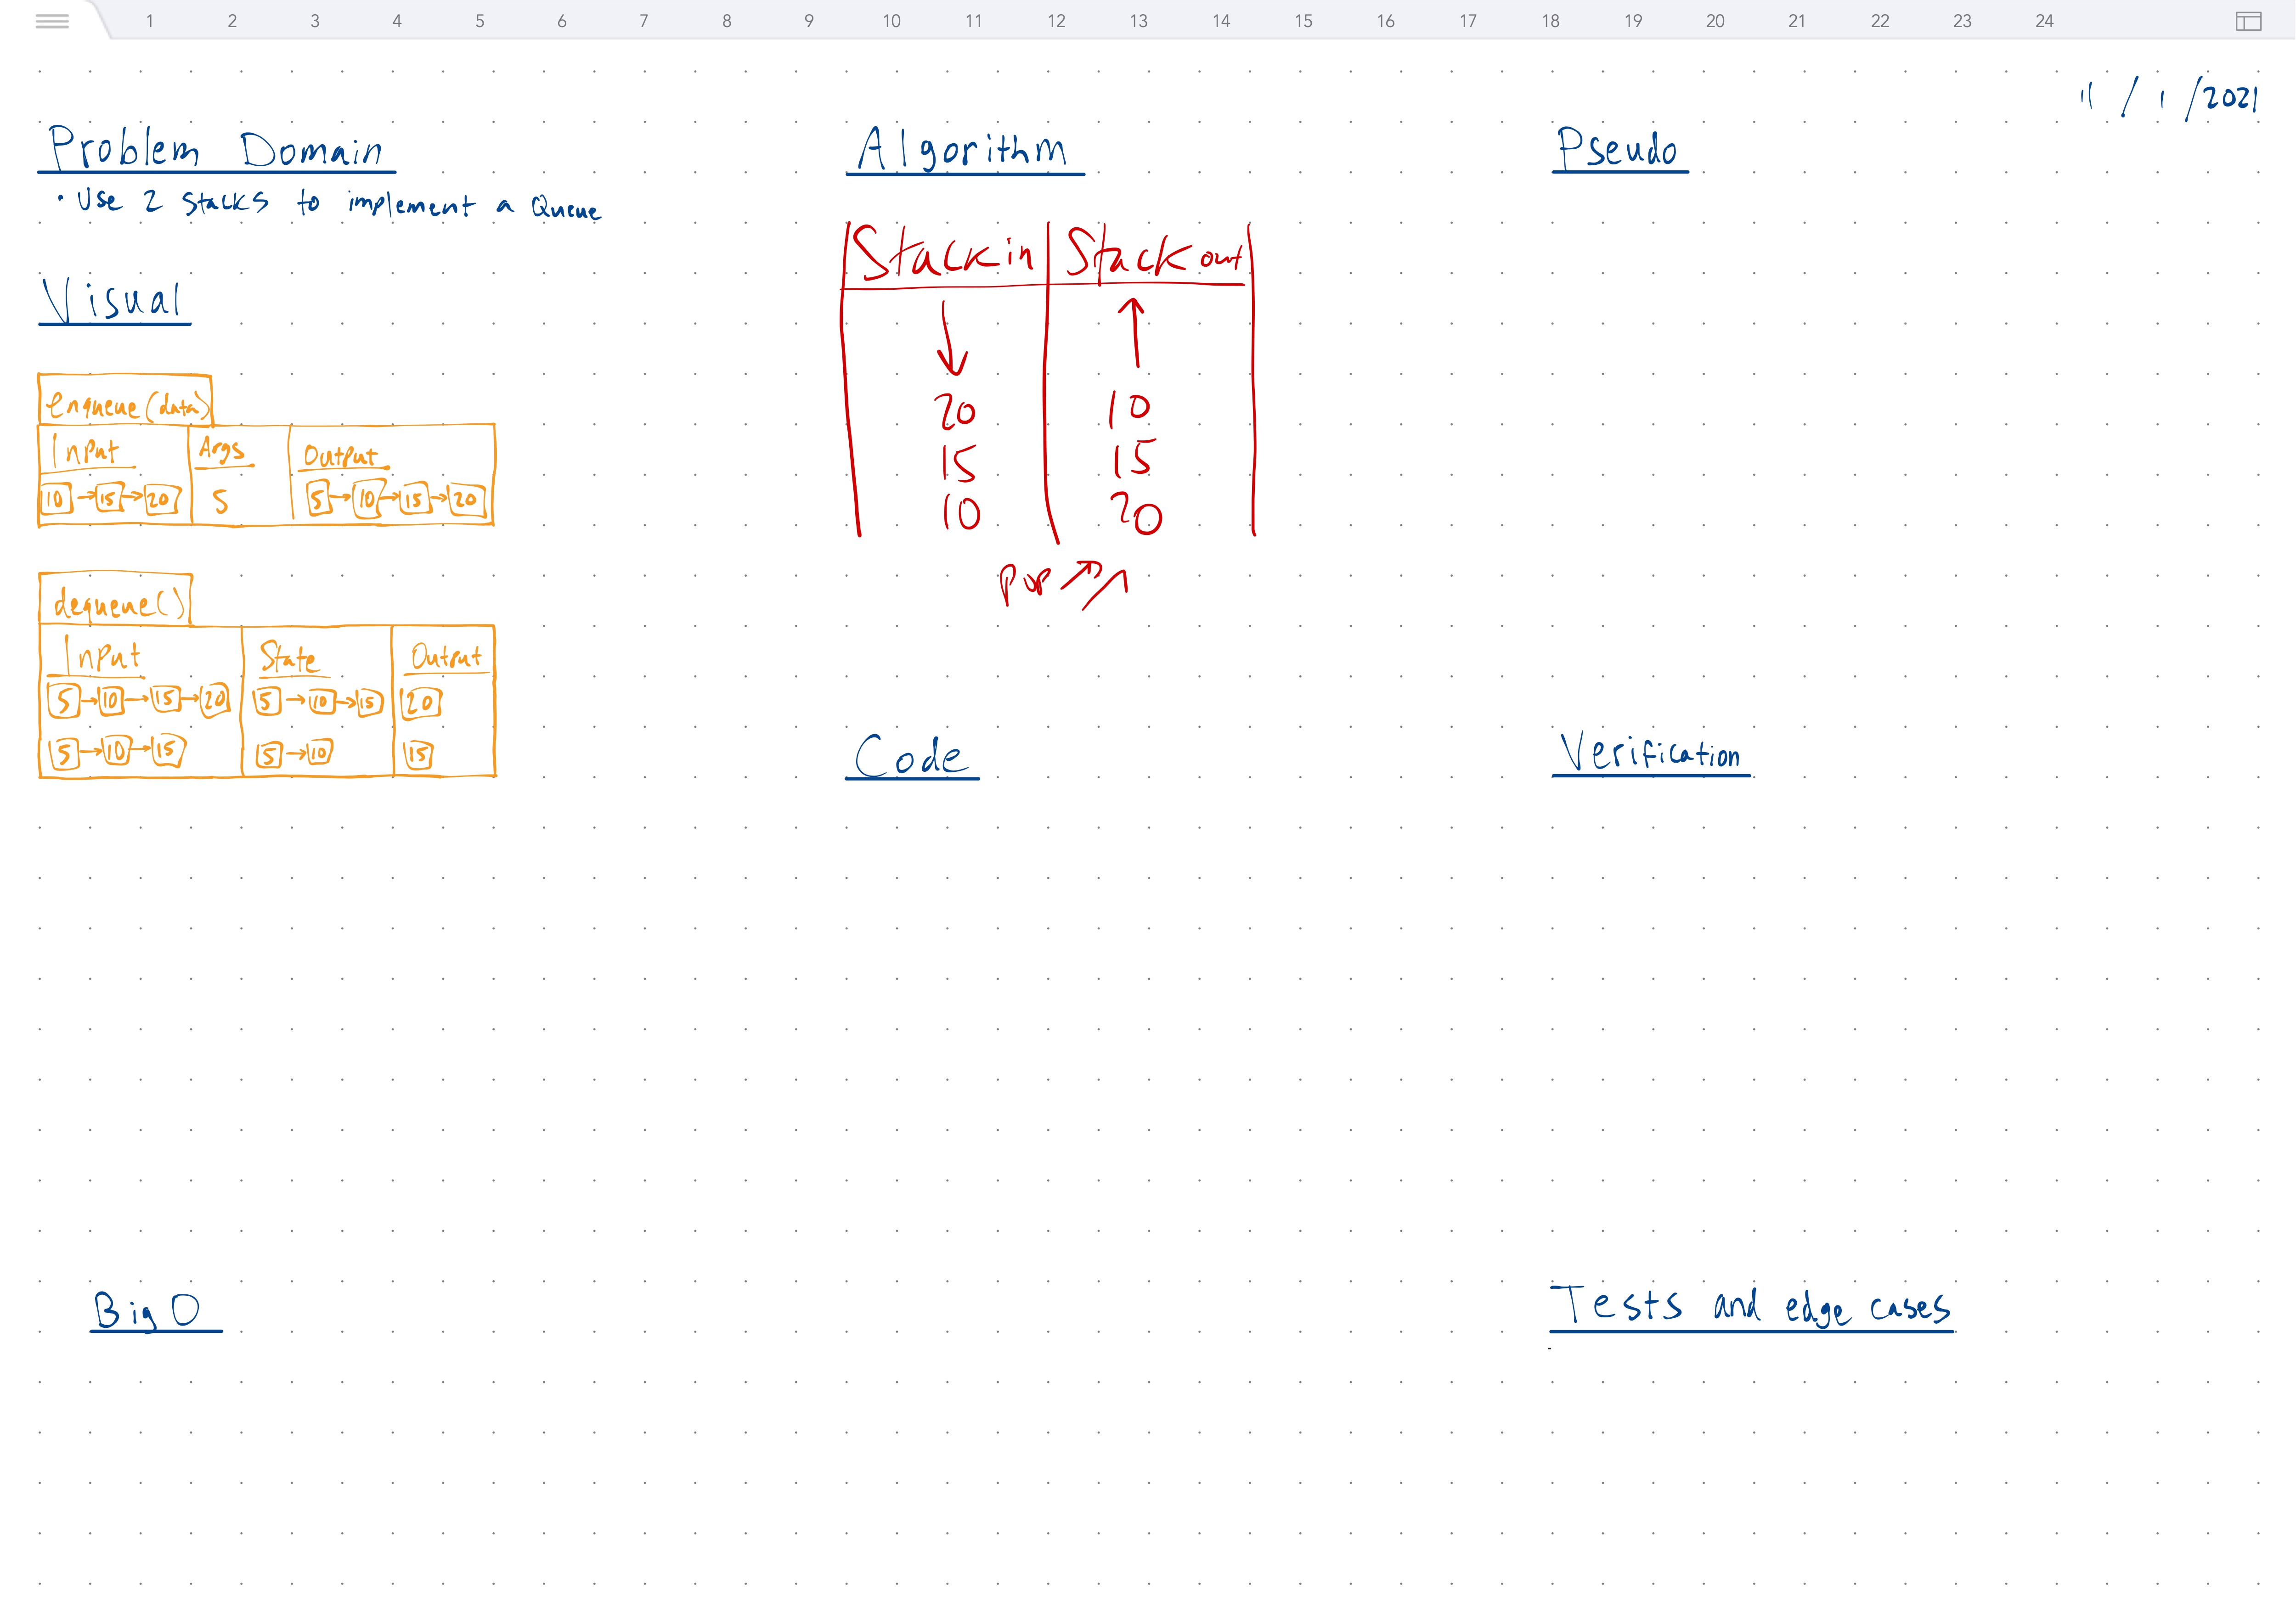 1 2 3 4 5 6 7 8 9 10 11 12 13 14 15 16 17 18 19 20 21 22 23 24
11/1/2021
Problem Domain
• Use 2 stacks to implement a Queue
Visual
enqueue(data)
Input Args Output
10 → 15 → 20 5 5 → 10 → 15 → 20
dequeue()
Input State Output
5 → 10 → 15 → 20 5 → 10 → 15 20
5 → 10 → 15 5 → 10 15
Big O
Algorithm
Stack in Stack out
↓ ↑
20 10
15 15
10 20
Pop ↗↗
Code
Pseudo
Verification
Tests and edge cases